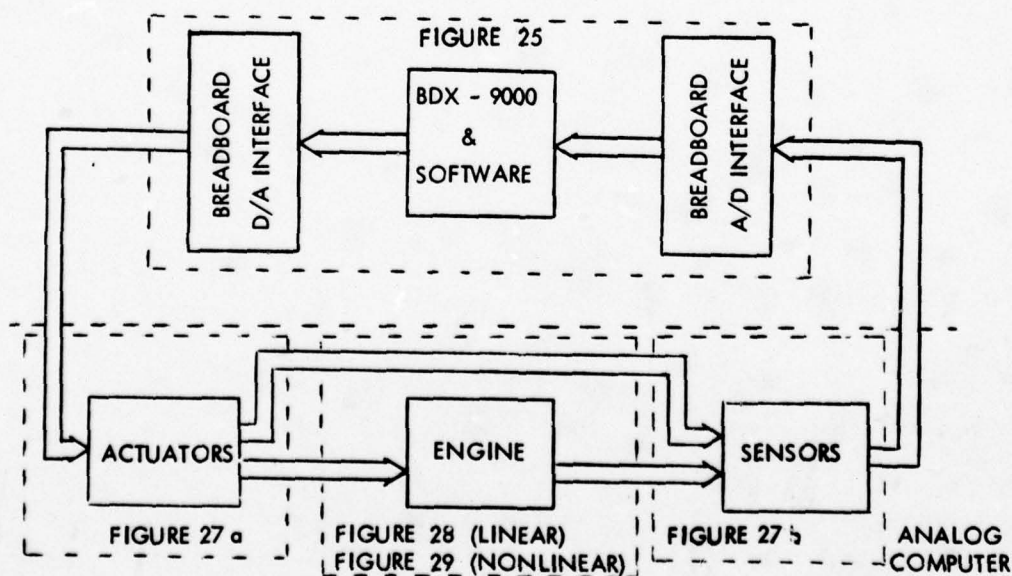 FIGURE 25
BREADBOARD
D/A INTERFACE
BDX - 9000
&
SOFTWARE
BREADBOARD
A/D INTERFACE
ACTUATORS
ENGINE
SENSORS
FIGURE 27 a
FIGURE 28 (LINEAR)
FIGURE 29 (NONLINEAR)
FIGURE 27 b
ANALOG
COMPUTER